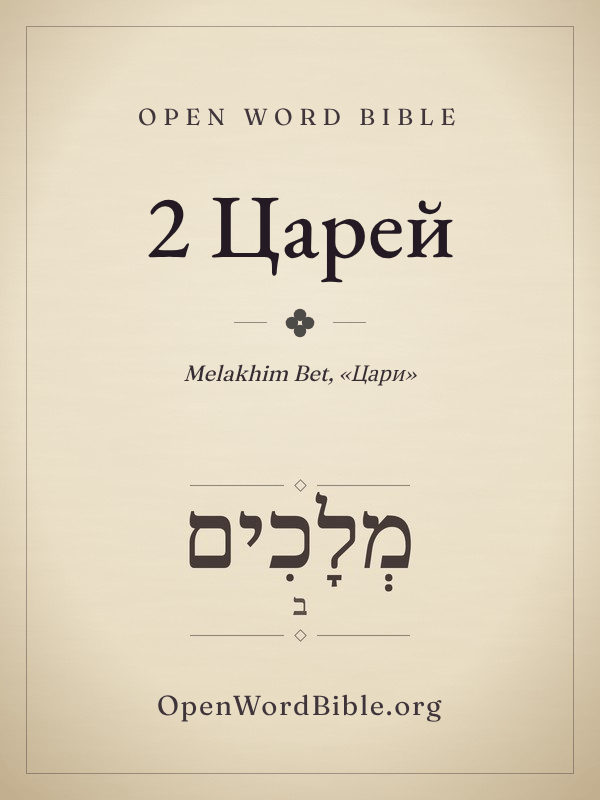 OPEN WORD BIBLE
2 Царей
Melakhim Bet, «Цари»
מְלָכִים
ב
OpenWordBible.org